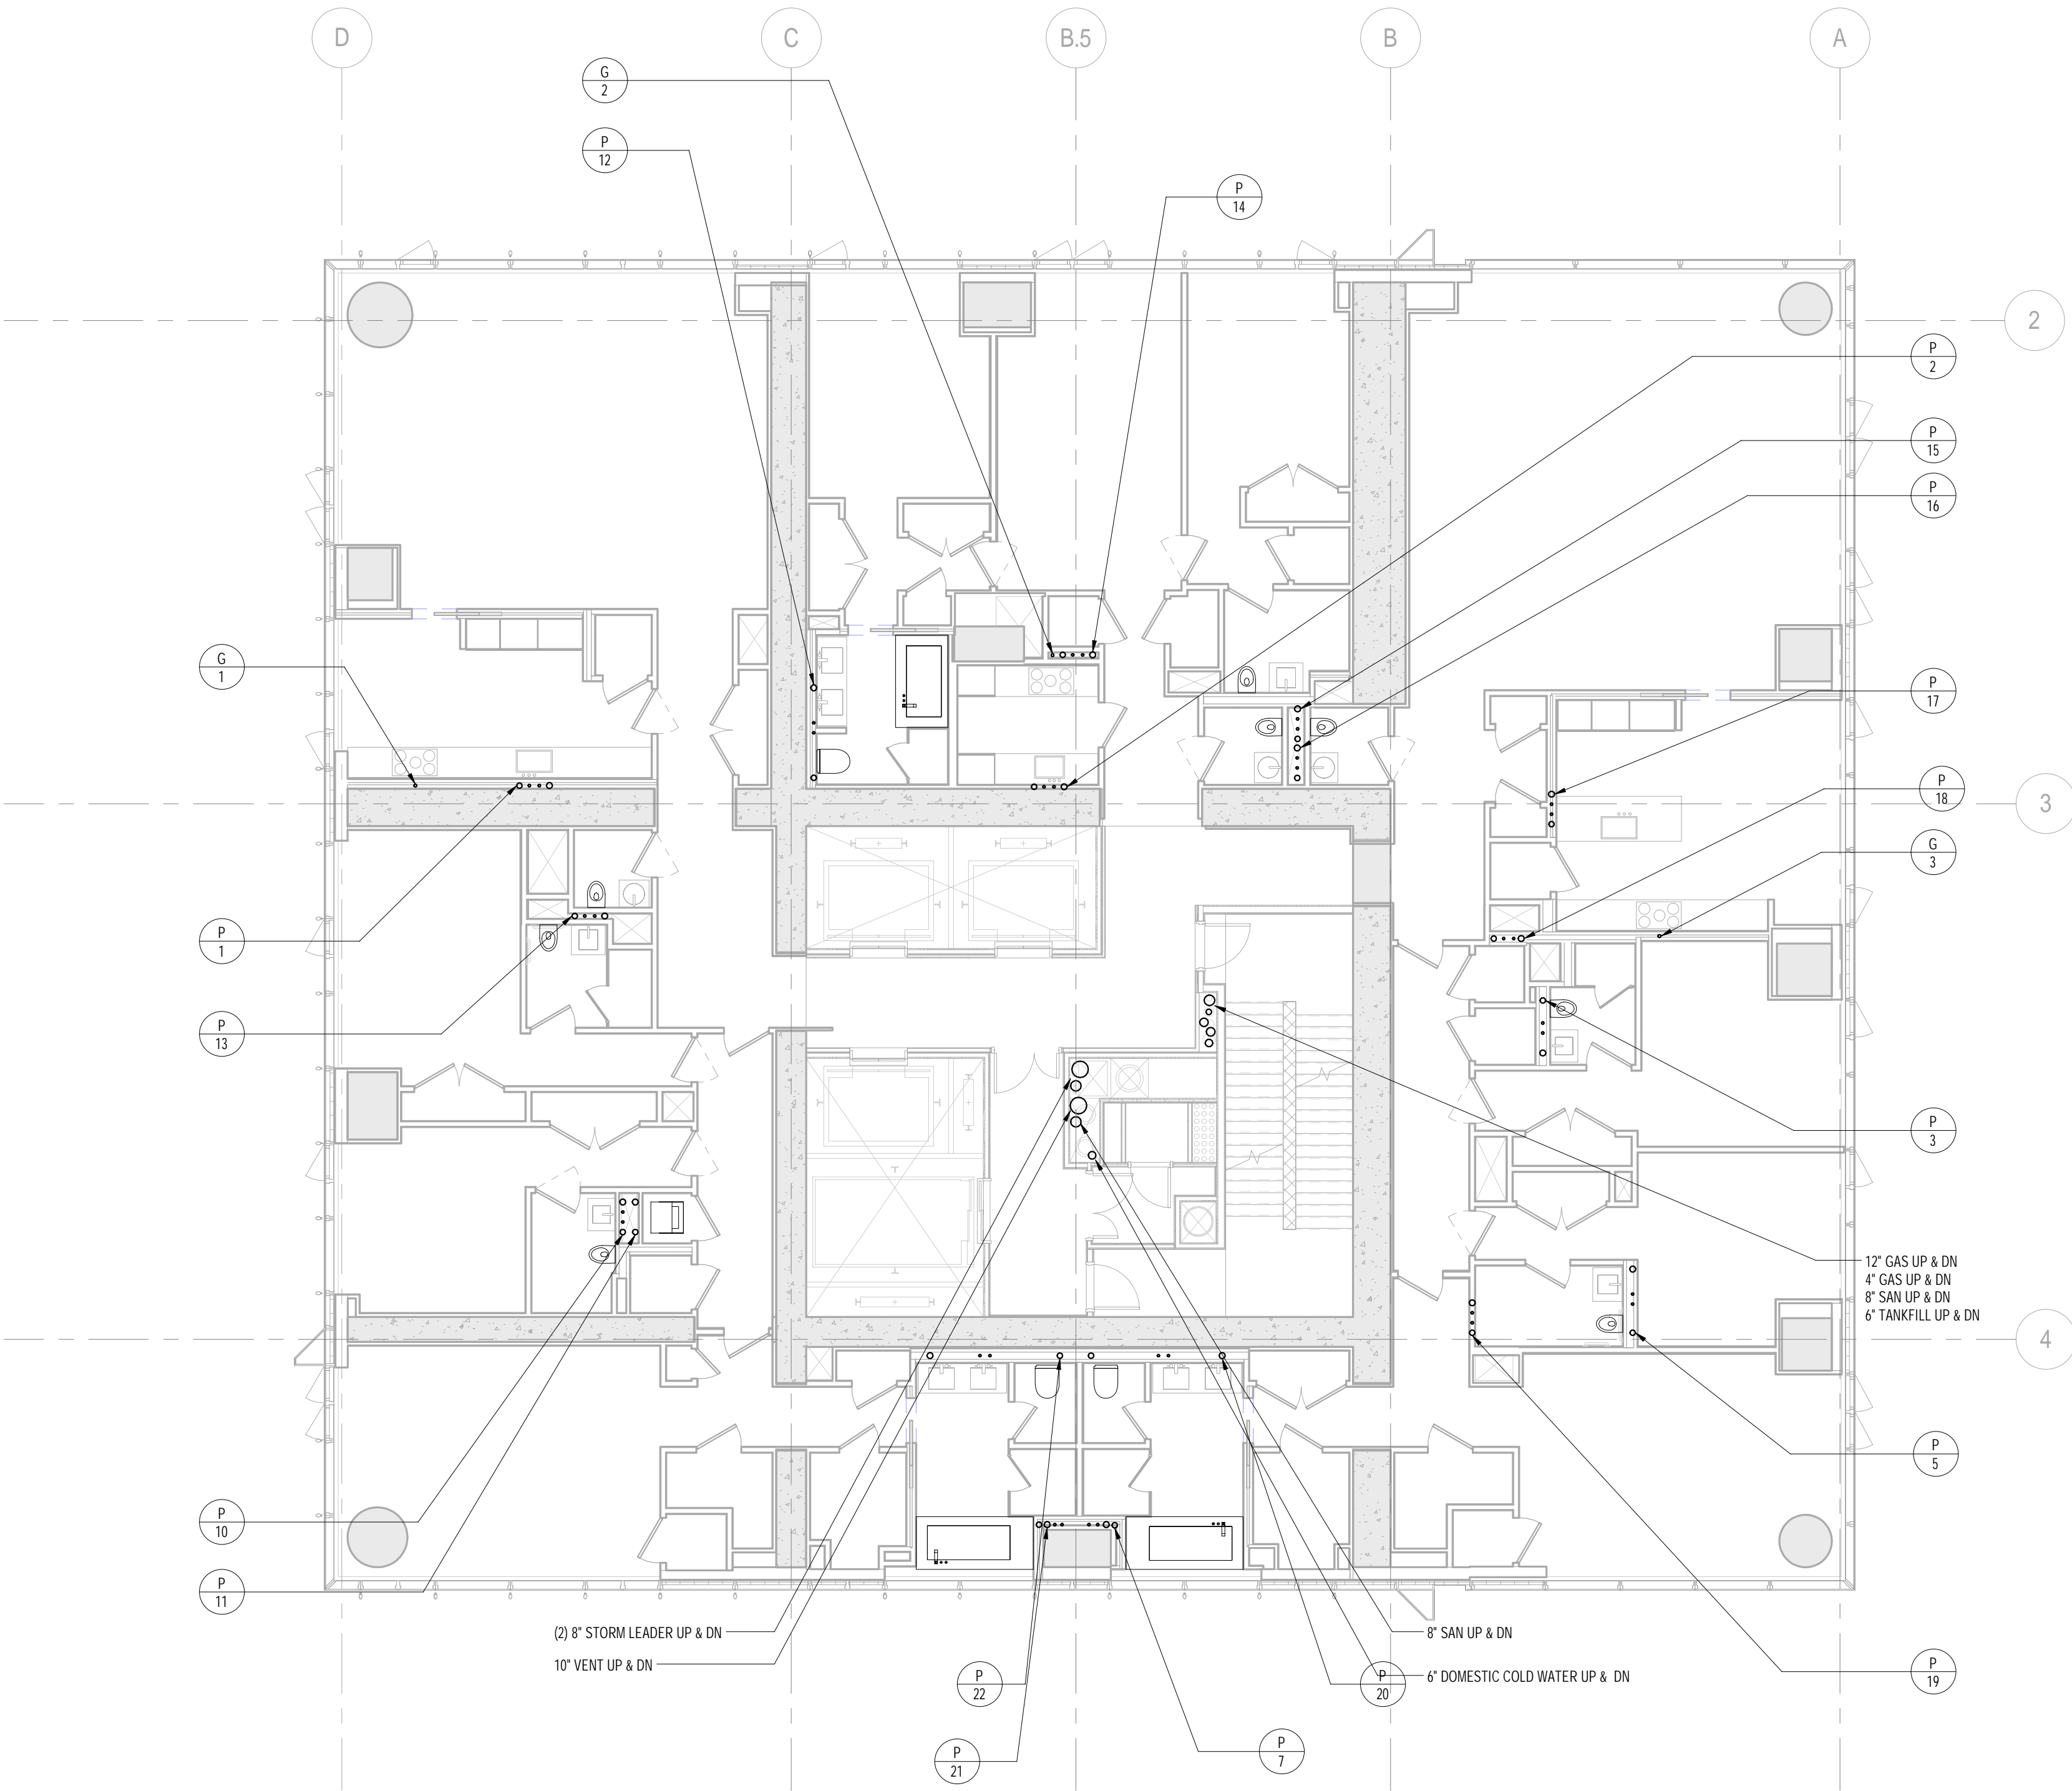 D
C
B.5
B
A
G
2
P
12
P
14
2
P
2
P
15
P
16
G
1
P
17
P
18
3
G
3
P
1
P
13
P
3
12" GAS UP & DN
4" GAS UP & DN
8" SAN UP & DN
6" TANKFILL UP & DN
4
P
5
P
10
P
11
(2) 8" STORM LEADER UP & DN
8" SAN UP & DN
10" VENT UP & DN
6" DOMESTIC COLD WATER UP & DN
P
22
P
20
P
19
P
21
P
7